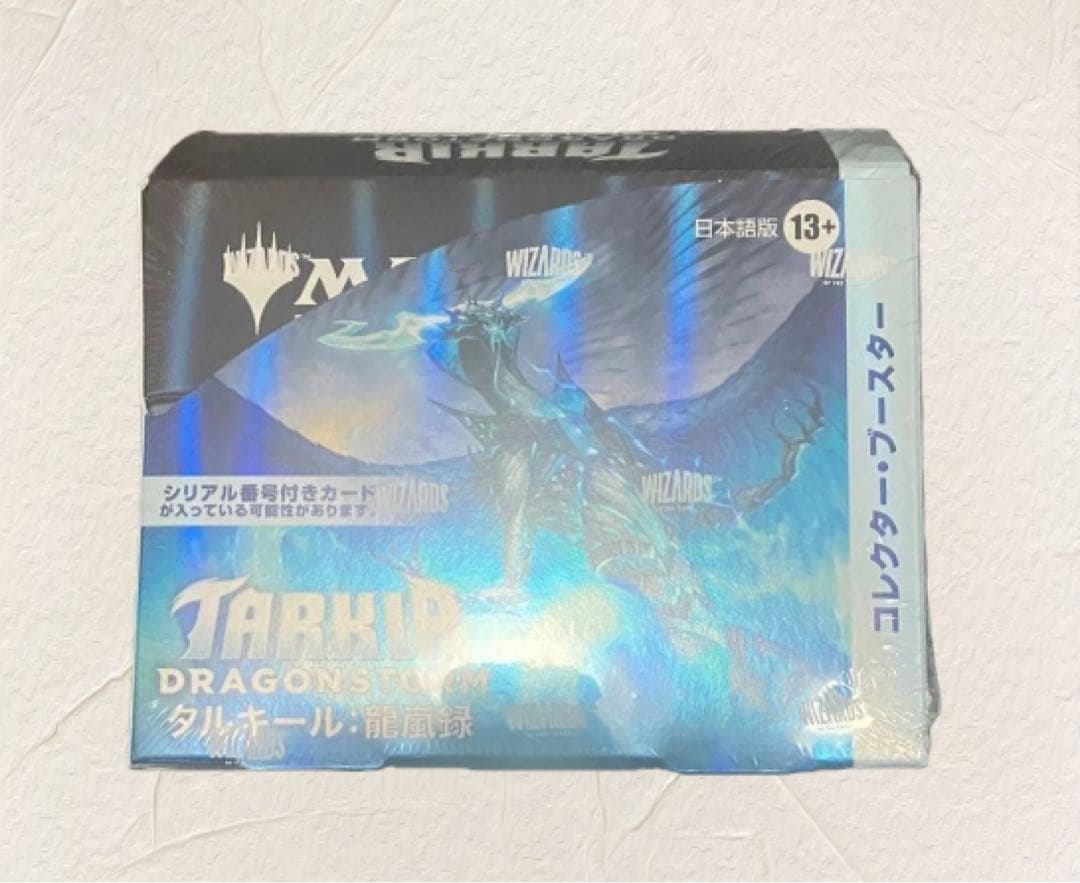 TARKIR
日本語版 13+
WIZARDS
WIZARDS
コレクター・ブースター
シリアル番号付きカード
が入っている可能性があります。
WIZARDS
WIZARDS
TARKIR
DRAGONSTORM
タルキール:龍嵐録
WIZARDS
WIZARDS
WIZARDS